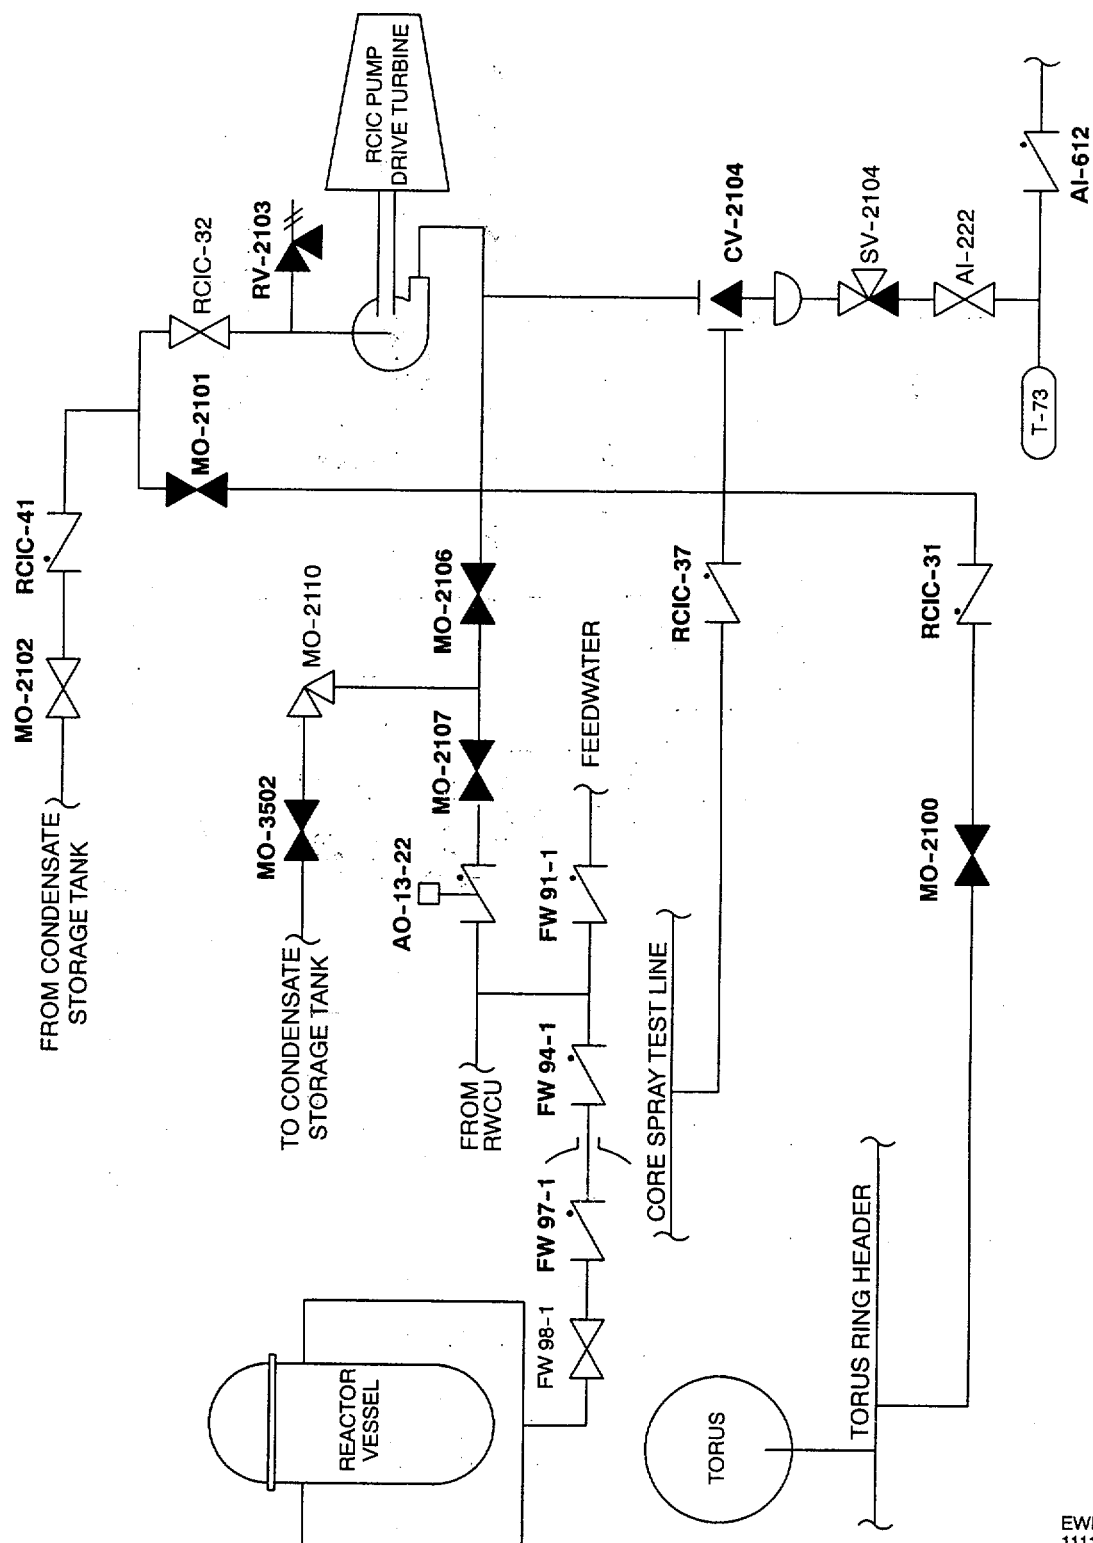 RCIC PUMP
DRIVE TURBINE
RV-2103
RCIC-32
MO-2101
RCIC-41
MO-2102
FROM CONDENSATE
STORAGE TANK
CV-2104
SV-2104
AI-222
AI-612
T-73
MO-2106
MO-2110
MO-2107
MO-3502
TO CONDENSATE
STORAGE TANK
AO-13-22
FEEDWATER
FW 91-1
FROM
RWCU
FW 94-1
FW 97-1
FW 98-1
RCIC-37
CORE SPRAY TEST LINE
RCIC-31
MO-2100
REACTOR
VESSEL
TORUS
TORUS RING HEADER